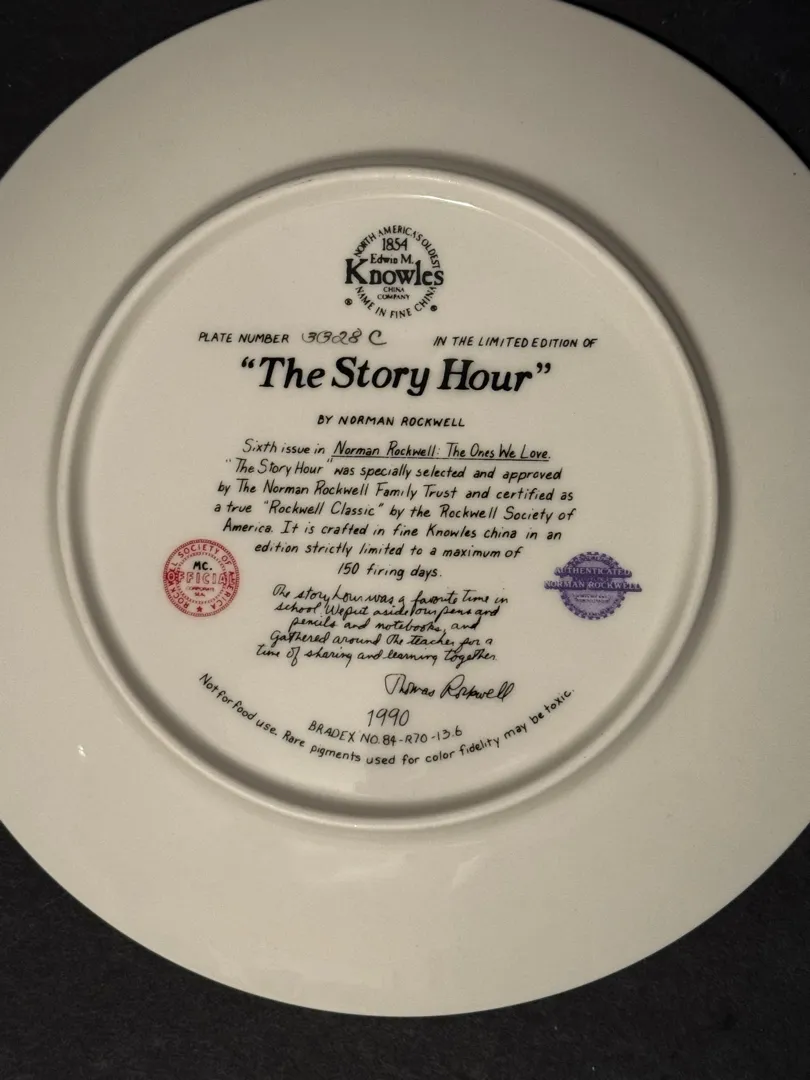 NORTH AMERICA'S OLDEST
1854
Edwin M.
Knowles
CHINA
COMPANY
® NAME IN FINE CHINA ®
PLATE NUMBER 3328 C IN THE LIMITED EDITION OF
"The Story Hour"
BY NORMAN ROCKWELL
Sixth issue in Norman Rockwell: The Ones We Love.
"The Story Hour" was specially selected and approved
by The Norman Rockwell Family Trust and certified as
a true "Rockwell Classic" by the Rockwell Society of
America. It is crafted in fine Knowles china in an
edition strictly limited to a maximum of
150 firing days.
ROCKWELL SOCIETY OF AMERICA
MC.
OFFICIAL
SEAL
AUTHENTICATED
NORMAN ROCKWELL
The story hour was a favorite time in
school. We put aside our pens and
pencils and notebooks, and
gathered around the teacher for a
time of sharing and learning together.
Thomas Rockwell
1990
BRADEX NO. 84-R70-13.6
Not for food use. Rare pigments used for color fidelity may be toxic.